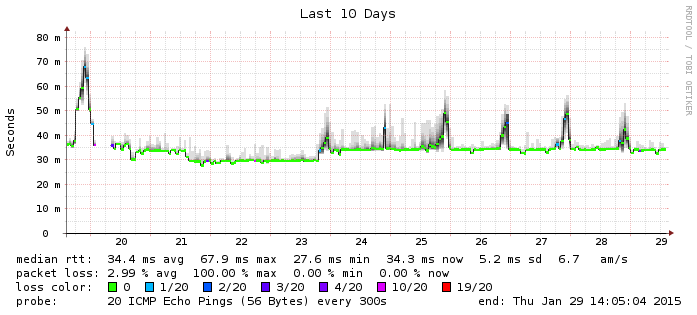 Last 10 Days
RRDTOOL / TOBI OETIKER
Seconds
80 m
70 m
60 m
50 m
40 m
30 m
20 m
10 m
0
20 21 22 23 24 25 26 27 28 29
median rtt: 34.4 ms avg 67.9 ms max 27.6 ms min 34.3 ms now 5.2 ms sd 6.7 am/s
packet loss: 2.99 % avg 100.00 % max 0.00 % min 0.00 % now
loss color: 0 1/20 2/20 3/20 4/20 10/20 19/20
probe: 20 ICMP Echo Pings (56 Bytes) every 300s end: Thu Jan 29 14:05:04 2015